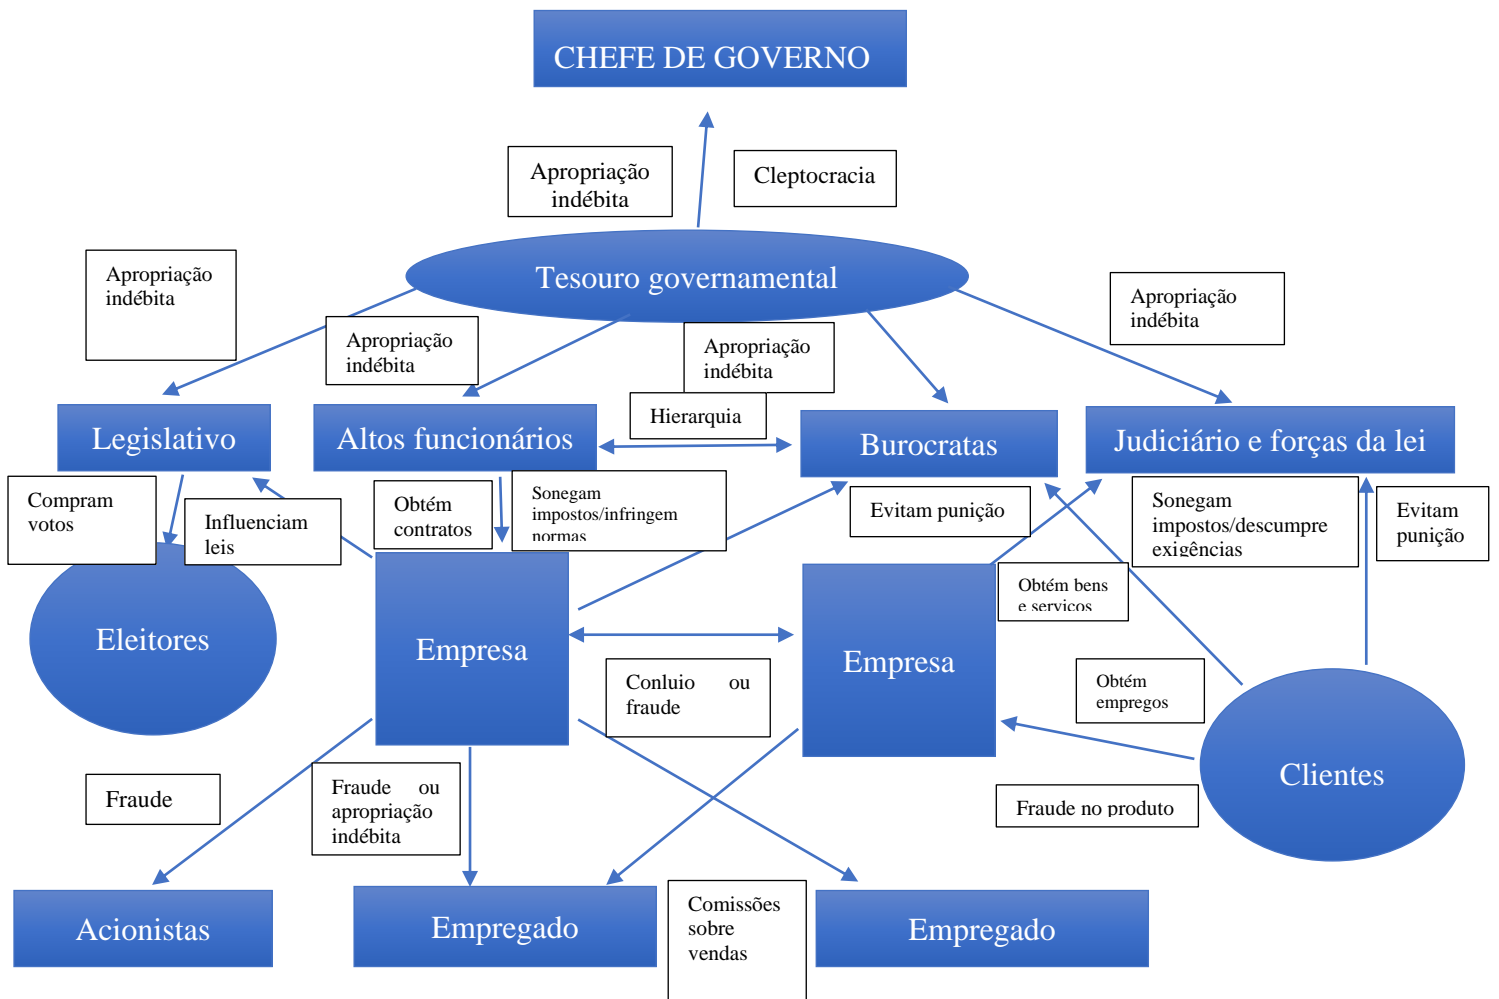 CHEFE DE GOVERNO
Apropriação
indébita
Cleptocracia
Tesouro governamental
Apropriação
indébita
Apropriação
indébita
Apropriação
indébita
Apropriação
indébita
Hierarquia
Legislativo
Altos funcionários
Burocratas
Judiciário e forças da lei
Compram
votos
Influenciam
leis
Obtém
contratos
Sonegam
impostos/infringem
normas
Evitam punição
Sonegam
impostos/descumpre
exigências
Evitam
punição
Obtém bens
e serviços
Eleitores
Empresa
Empresa
Conluio ou
fraude
Obtém
empregos
Clientes
Fraude
Fraude ou
apropriação
indébita
Fraude no produto
Acionistas
Empregado
Comissões
sobre
vendas
Empregado